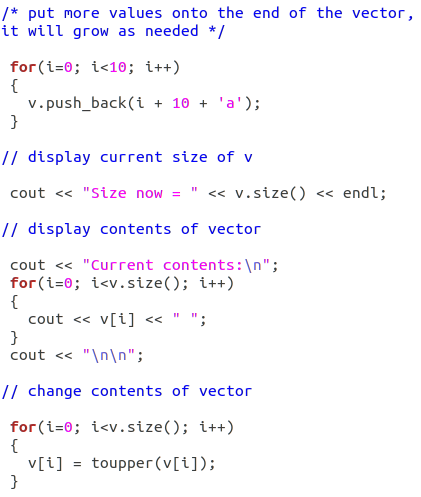 /* put more values onto the end of the vector,
it will grow as needed */
for(i=0; i<10; i++)
{
v.push_back(i + 10 + 'a');
}
// display current size of v
cout << "Size now = " << v.size() << endl;
// display contents of vector
cout << "Current contents:\n";
for(i=0; i<v.size(); i++)
{
cout << v[i] << " ";
}
cout << "\n\n";
// change contents of vector
for(i=0; i<v.size(); i++)
{
v[i] = toupper(v[i]);
}